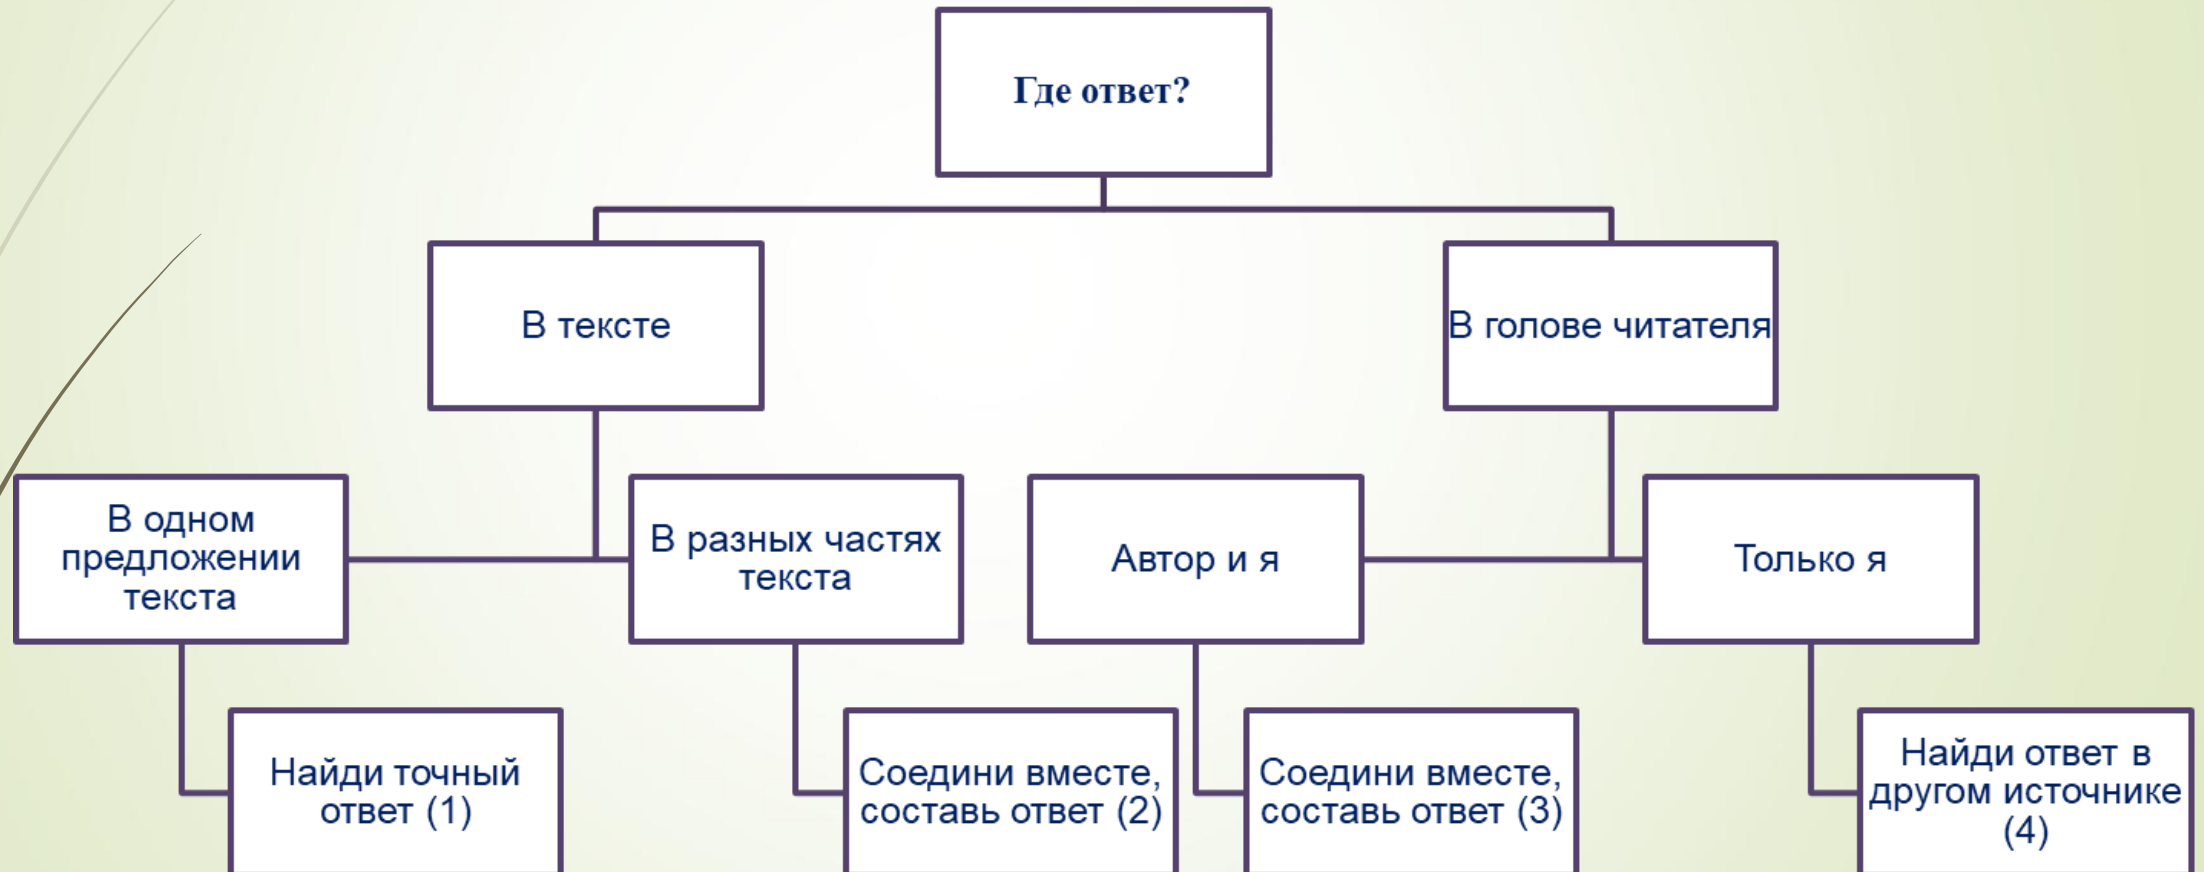 Где ответ?
В тексте
В голове читателя
В одном
предложении
текста
В разных частях
текста
Автор и я
Только я
Найди точный
ответ (1)
Соедини вместе,
составь ответ (2)
Соедини вместе,
составь ответ (3)
Найди ответ в
другом источнике
(4)